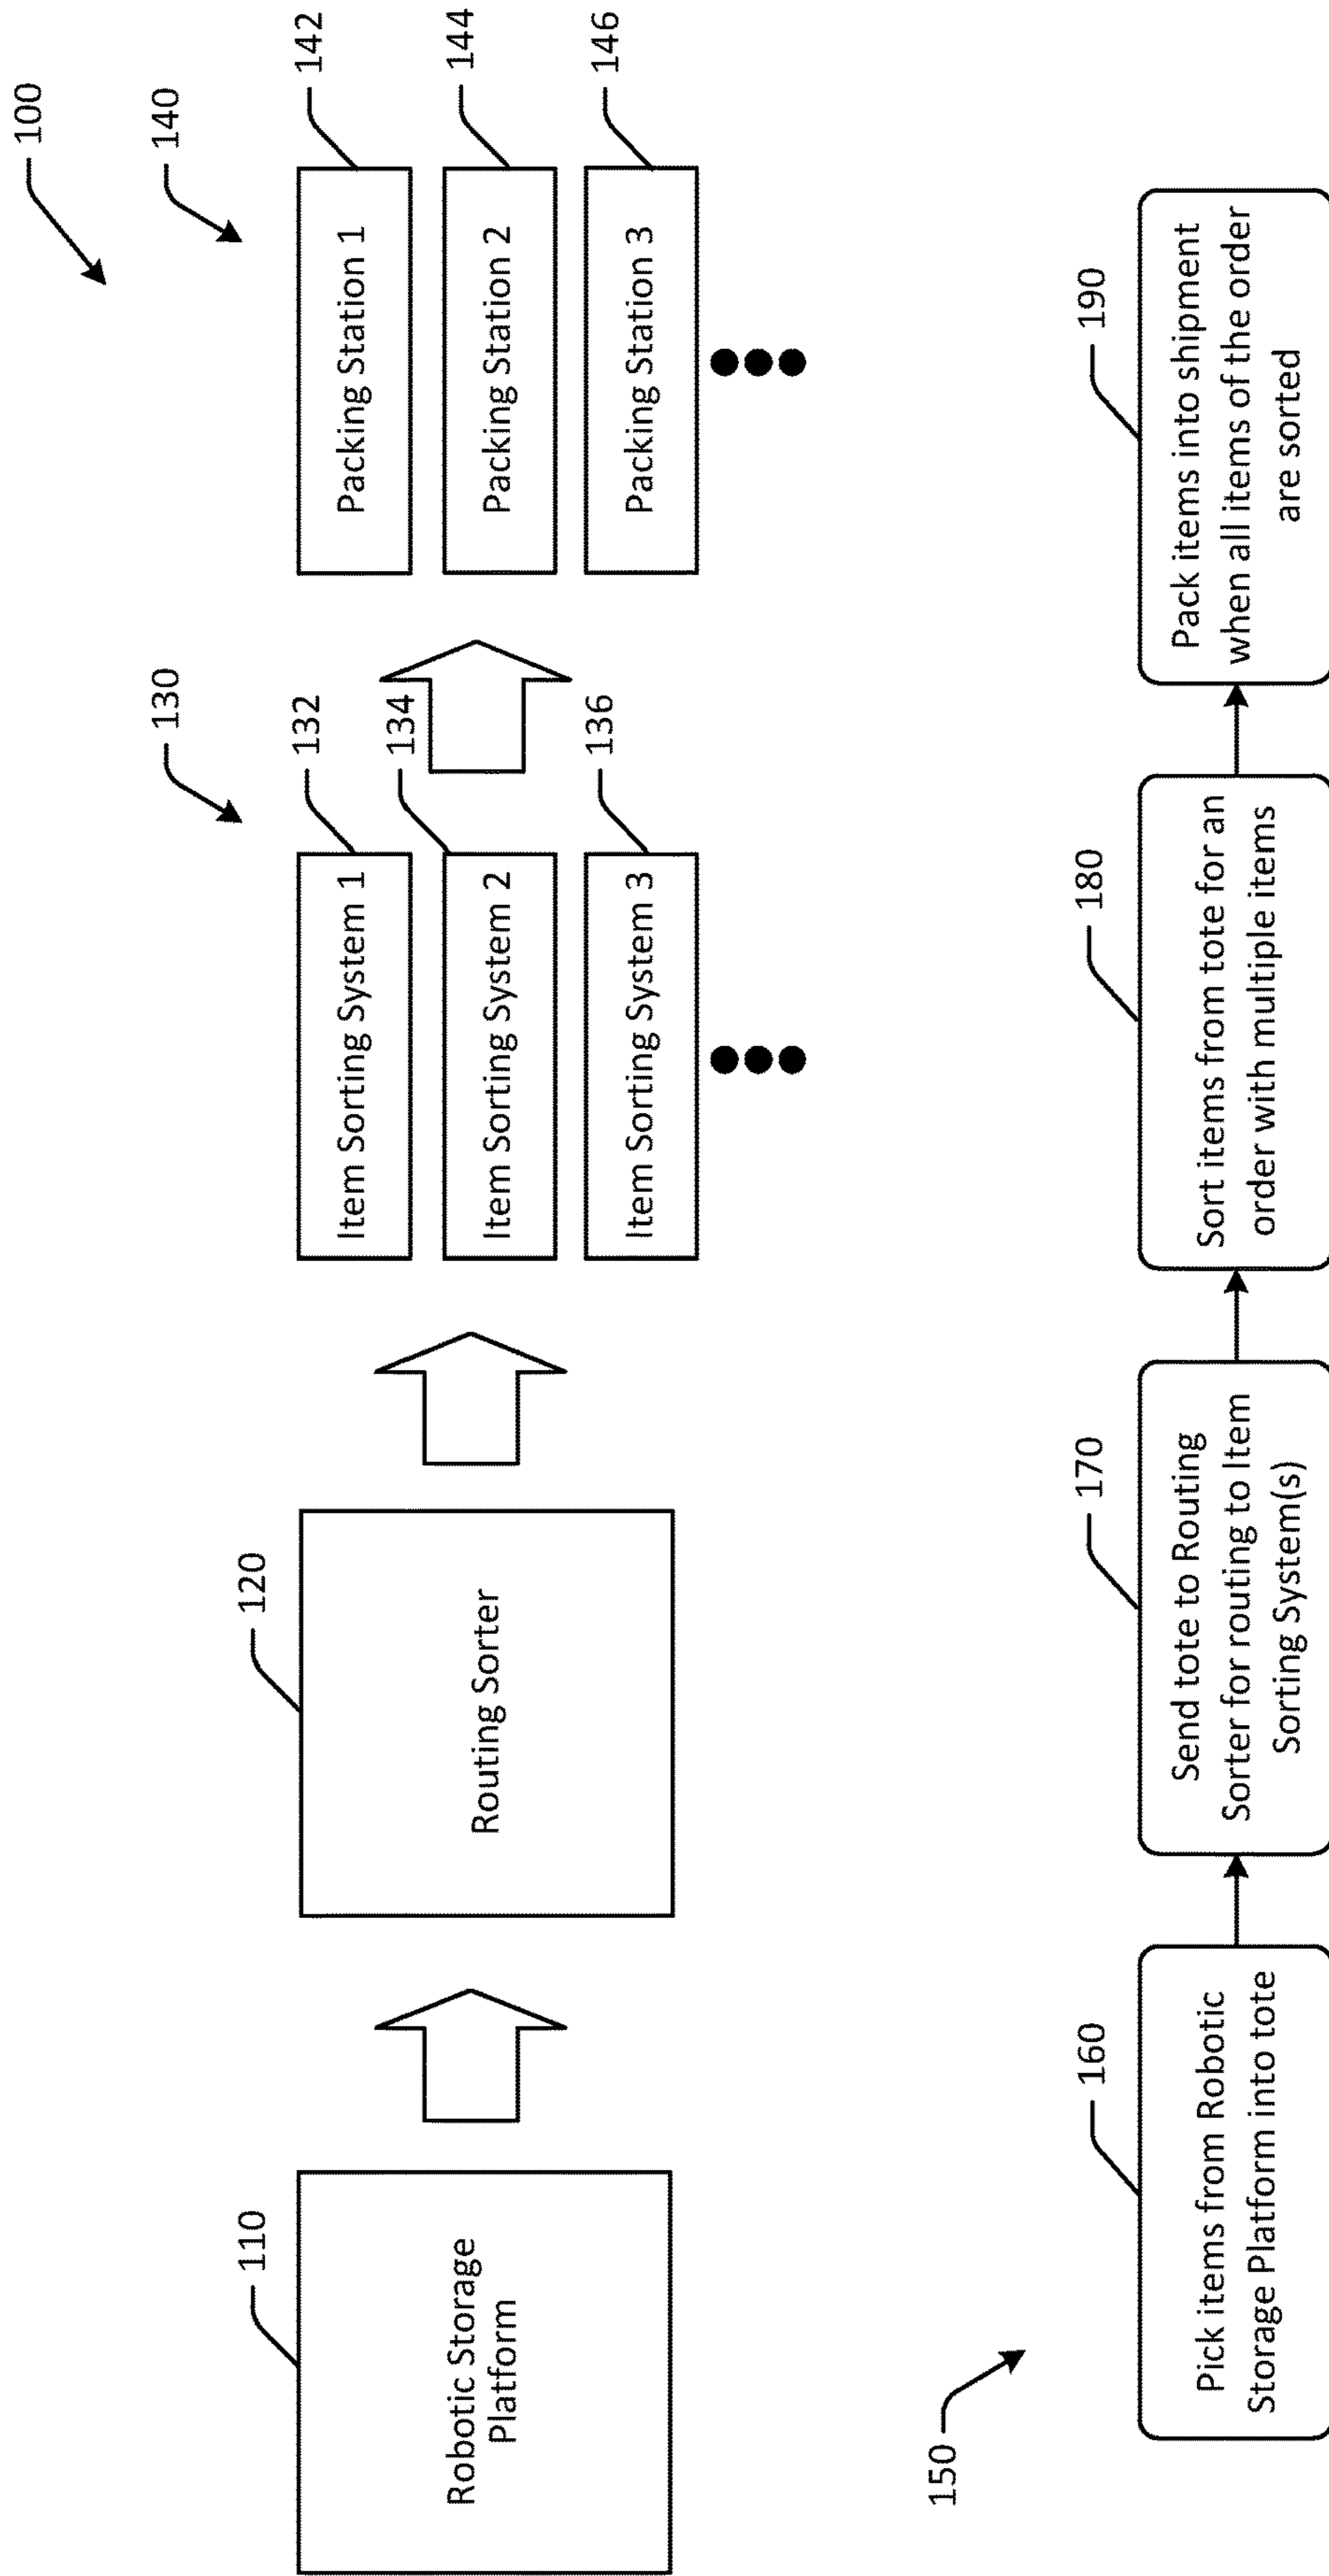 100
110
Robotic Storage
Platform
120
Routing Sorter
130
132
Item Sorting System 1
134
Item Sorting System 2
136
Item Sorting System 3
140
142
Packing Station 1
144
Packing Station 2
146
Packing Station 3
150
160
Pick items from Robotic
Storage Platform into tote
170
Send tote to Routing
Sorter for routing to Item
Sorting System(s)
180
Sort items from tote for an
order with multiple items
190
Pack items into shipment
when all items of the order
are sorted